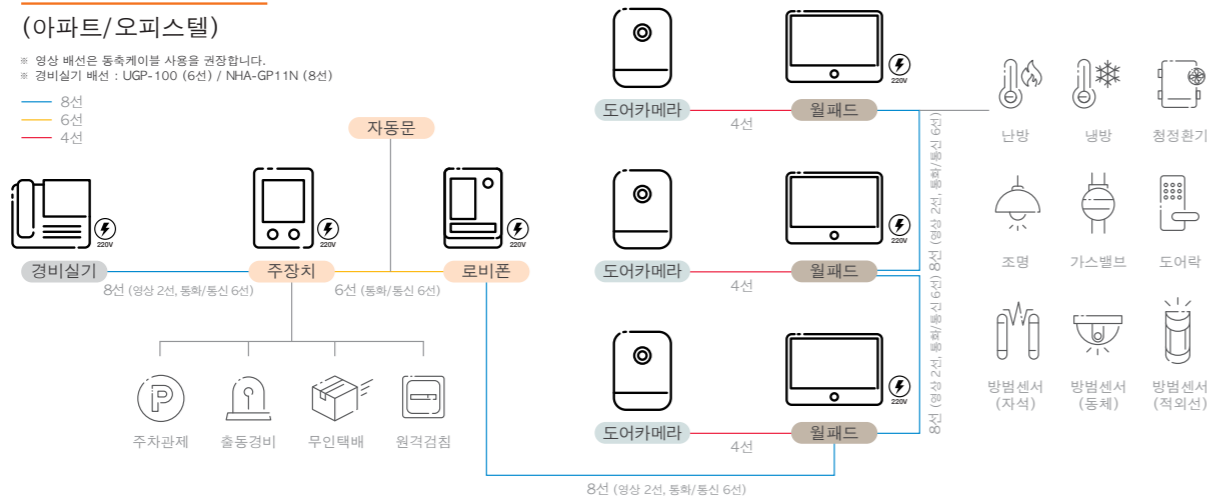 (아파트/오피스텔)
※ 영상 배선은 동축케이블 사용을 권장합니다.
※ 경비실기 배선 : UGP-100 (6선) / NHA-GP11N (8선)
8선
6선
4선
자동문
220V
220V
220V
경비실기
주장치
로비폰
8선 (영상 2선, 통화/통신 6선)
6선 (통화/통신 6선)
주차관제
출동경비
무인택배
원격검침
220V
도어카메라
4선
월패드
220V
도어카메라
4선
월패드
220V
도어카메라
4선
월패드
8선 (영상 2선, 통화/통신 6선)
8선 (영상 2선, 통화/통신 6선)
8선 (영상 2선, 통화/통신 6선)
난방
냉방
청정환기
조명
가스밸브
도어락
방범센서
(자석)
방범센서
(동체)
방범센서
(적외선)
P